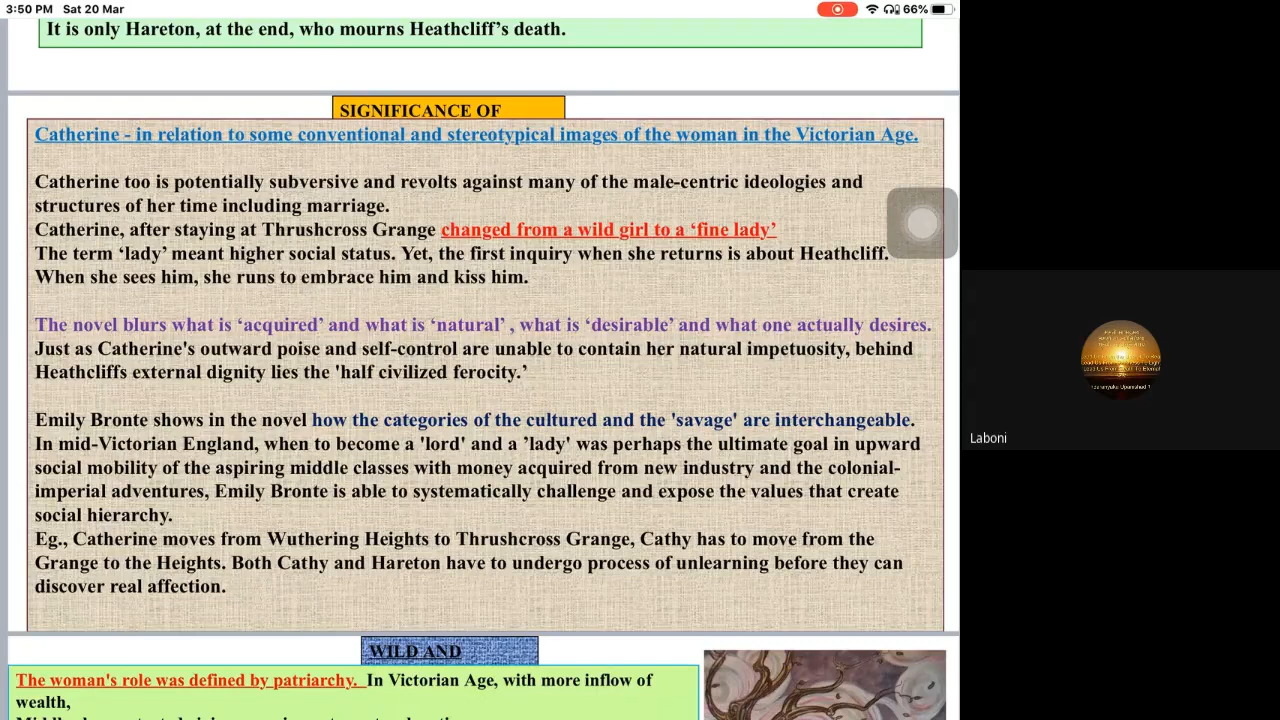 3:50 PM Sat 20 Mar
66%
It is only Hareton, at the end, who mourns Heathcliff's death.
SIGNIFICANCE OF
Catherine - in relation to some conventional and stereotypical images of the woman in the Victorian Age.
Catherine too is potentially subversive and revolts against many of the male-centric ideologies and
structures of her time including marriage.
Catherine, after staying at Thrushcross Grange changed from a wild girl to a ‘fine lady’
The term ‘lady’ meant higher social status. Yet, the first inquiry when she returns is about Heathcliff.
When she sees him, she runs to embrace him and kiss him.
The novel blurs what is ‘acquired’ and what is ‘natural’ , what is ‘desirable’ and what one actually desires.
Just as Catherine's outward poise and self-control are unable to contain her natural impetuosity, behind
Heathcliffs external dignity lies the 'half civilized ferocity.’
Emily Bronte shows in the novel how the categories of the cultured and the 'savage' are interchangeable.
In mid-Victorian England, when to become a 'lord' and a ’lady' was perhaps the ultimate goal in upward
social mobility of the aspiring middle classes with money acquired from new industry and the colonial-
imperial adventures, Emily Bronte is able to systematically challenge and expose the values that create
social hierarchy.
Eg., Catherine moves from Wuthering Heights to Thrushcross Grange, Cathy has to move from the
Grange to the Heights. Both Cathy and Hareton have to undergo process of unlearning before they can
discover real affection.
Laboni
WILD AND
The woman's role was defined by patriarchy. In Victorian Age, with more inflow of
wealth,